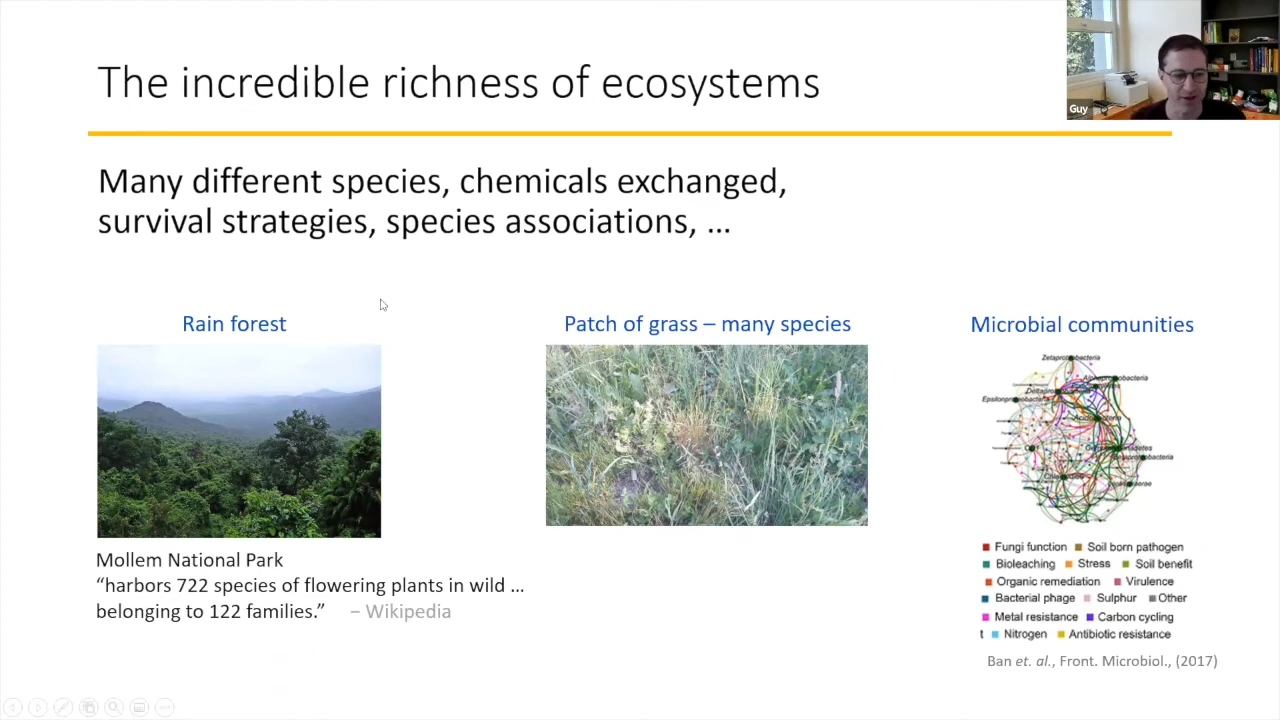 The incredible richness of ecosystems
Guy
Many different species, chemicals exchanged,
survival strategies, species associations, ...
Rain forest
Patch of grass – many species
Microbial communities
Zetaproteobacteria
Mollem National Park
“harbors 722 species of flowering plants in wild ...
belonging to 122 families.” – Wikipedia
Fungi function Soil born pathogen
Bioleaching Stress Soil benefit
Organic remediation Virulence
Bacterial phage Sulphur Other
Metal resistance Carbon cycling
t Nitrogen Antibiotic resistance
Ban et. al., Front. Microbiol., (2017)